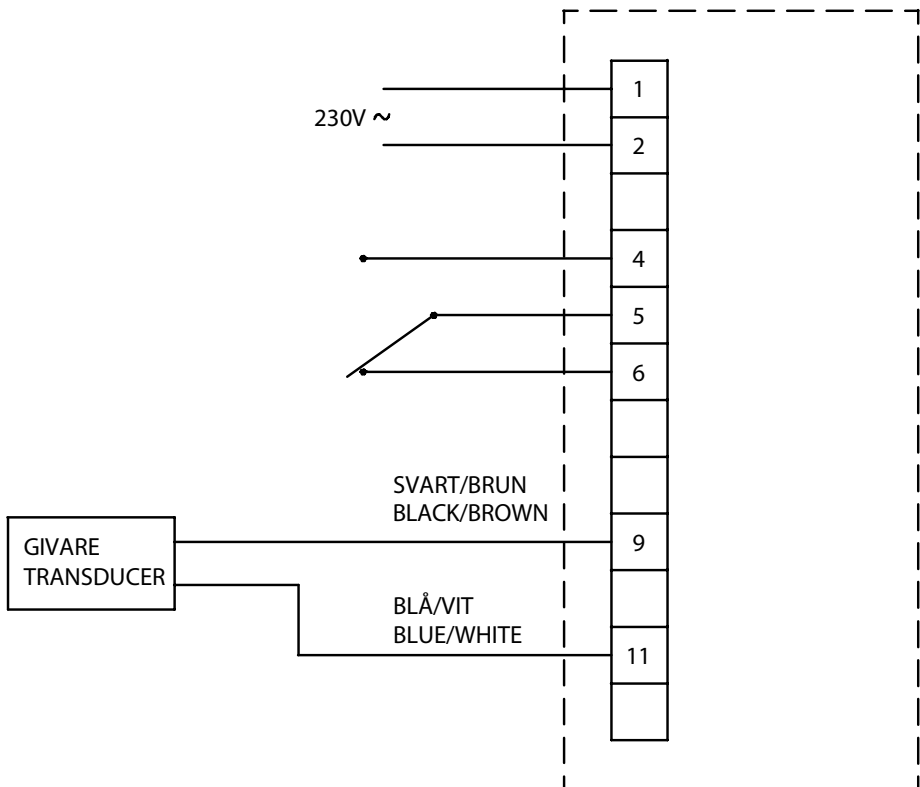 1
230V ~
2
4
5
6
SVART/BRUN
BLACK/BROWN
9
GIVARE
TRANSDUCER
BLÅ/VIT
BLUE/WHITE
11